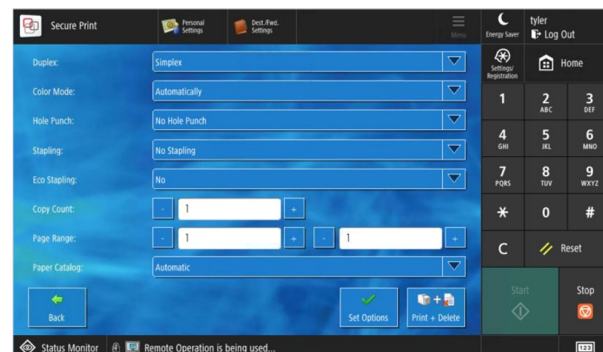 Secure Print
Personal Settings
Dest./Fwd. Settings
Menu
Energy Saver
tyler
Log Out
Settings/
Registration
Home
Duplex: Simplex
Color Mode: Automatically
Hole Punch: No Hole Punch
Stapling: No Stapling
Eco Stapling: No
Copy Count: - 1 +
Page Range: - 1 + - 1 +
Paper Catalog: Automatic
Back
Set Options
Print + Delete
1
2 ABC
3 DEF
4 GHI
5 JKL
6 MNO
7 PQRS
8 TUV
9 WXYZ
* 0 #
C
Reset
Start
Stop
Status Monitor
Remote Operation is being used...
123